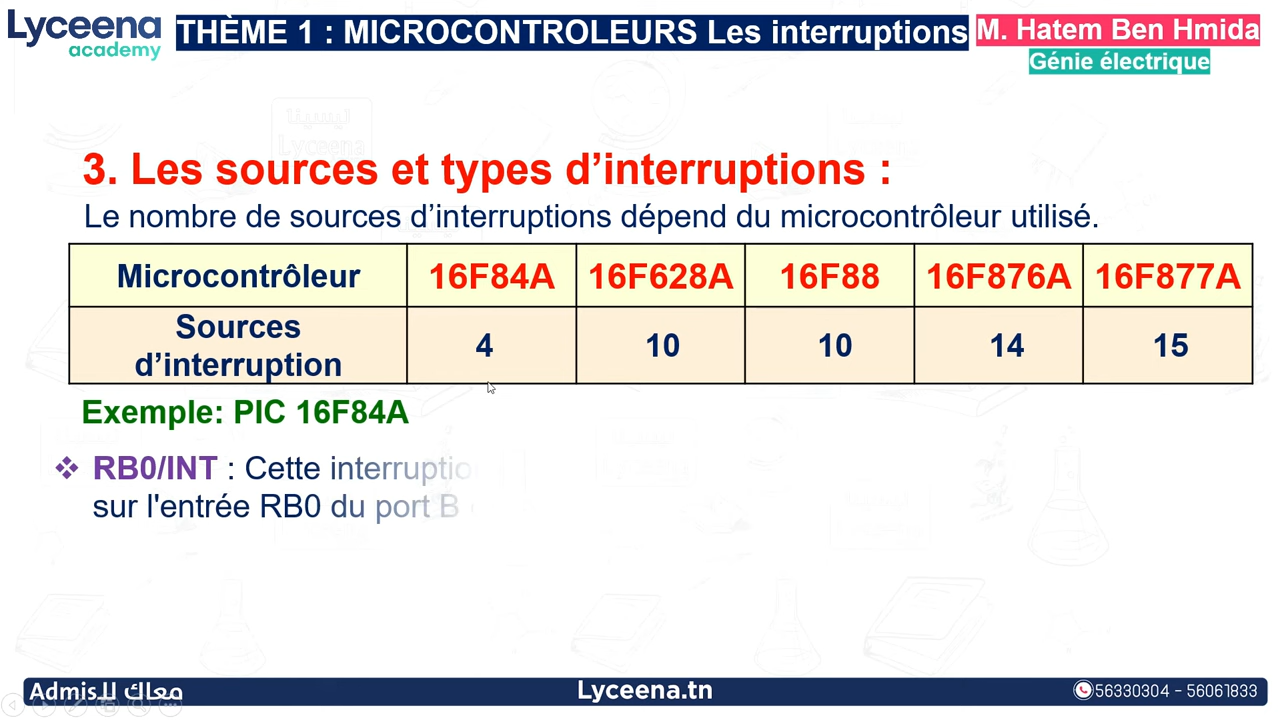 Lyceena
academy
THÈME 1 : MICROCONTROLEURS Les interruptions
M. Hatem Ben Hmida
Génie électrique
3. Les sources et types d’interruptions :
Le nombre de sources d’interruptions dépend du microcontrôleur utilisé.
Microcontrôleur 16F84A 16F628A 16F88 16F876A 16F877A
Sources
d’interruption 4 10 10 14 15
Exemple: PIC 16F84A
❖ RB0/INT : Cette interruptio
sur l'entrée RB0 du port B
Admis معاك لل
Lyceena.tn
56330304 - 56061833